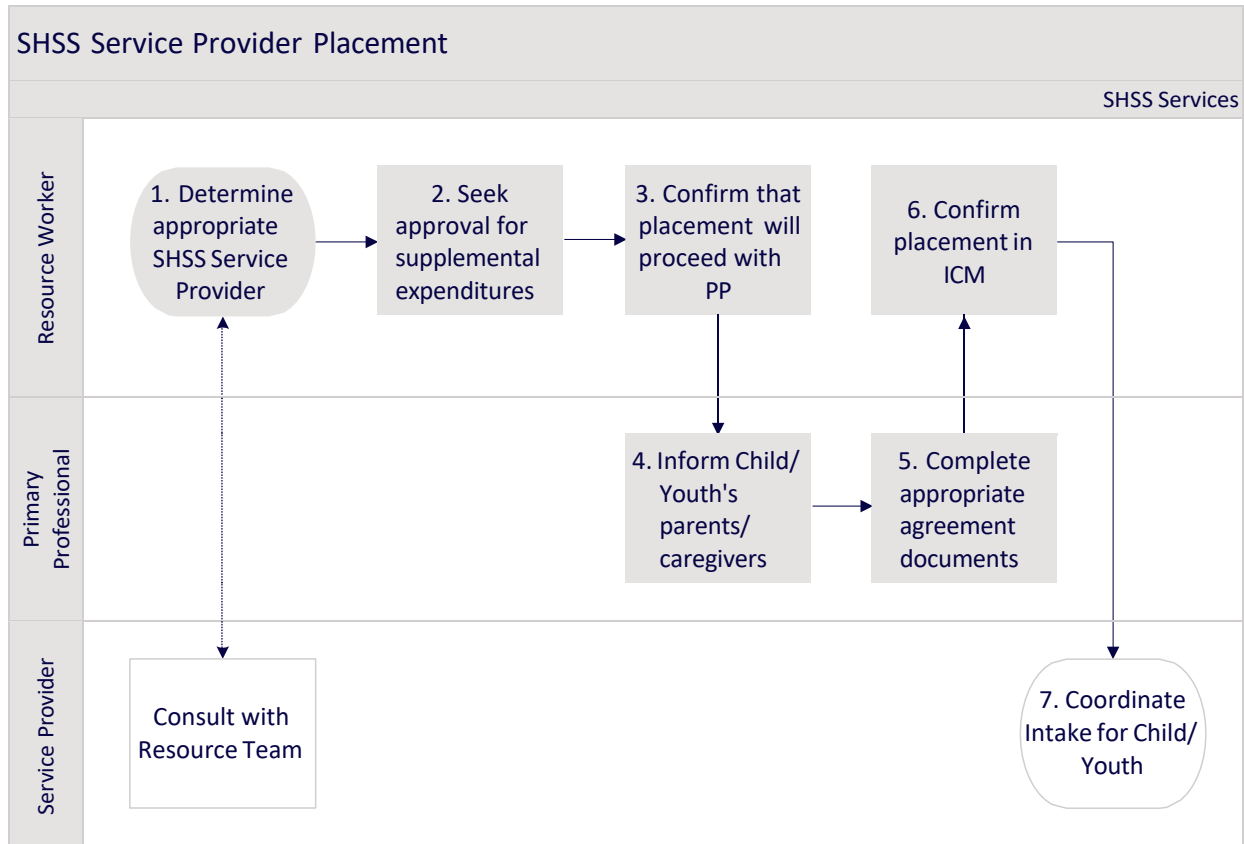 SHSS Service Provider Placement
SHSS Services
Resource Worker
1. Determine
appropriate
SHSS Service
Provider
2. Seek
approval for
supplemental
expenditures
3. Confirm that
placement will
proceed with
PP
6. Confirm
placement in
ICM
Primary
Professional
4. Inform Child/
Youth's
parents/
caregivers
5. Complete
appropriate
agreement
documents
Service Provider
Consult with
Resource Team
7. Coordinate
Intake for Child/
Youth